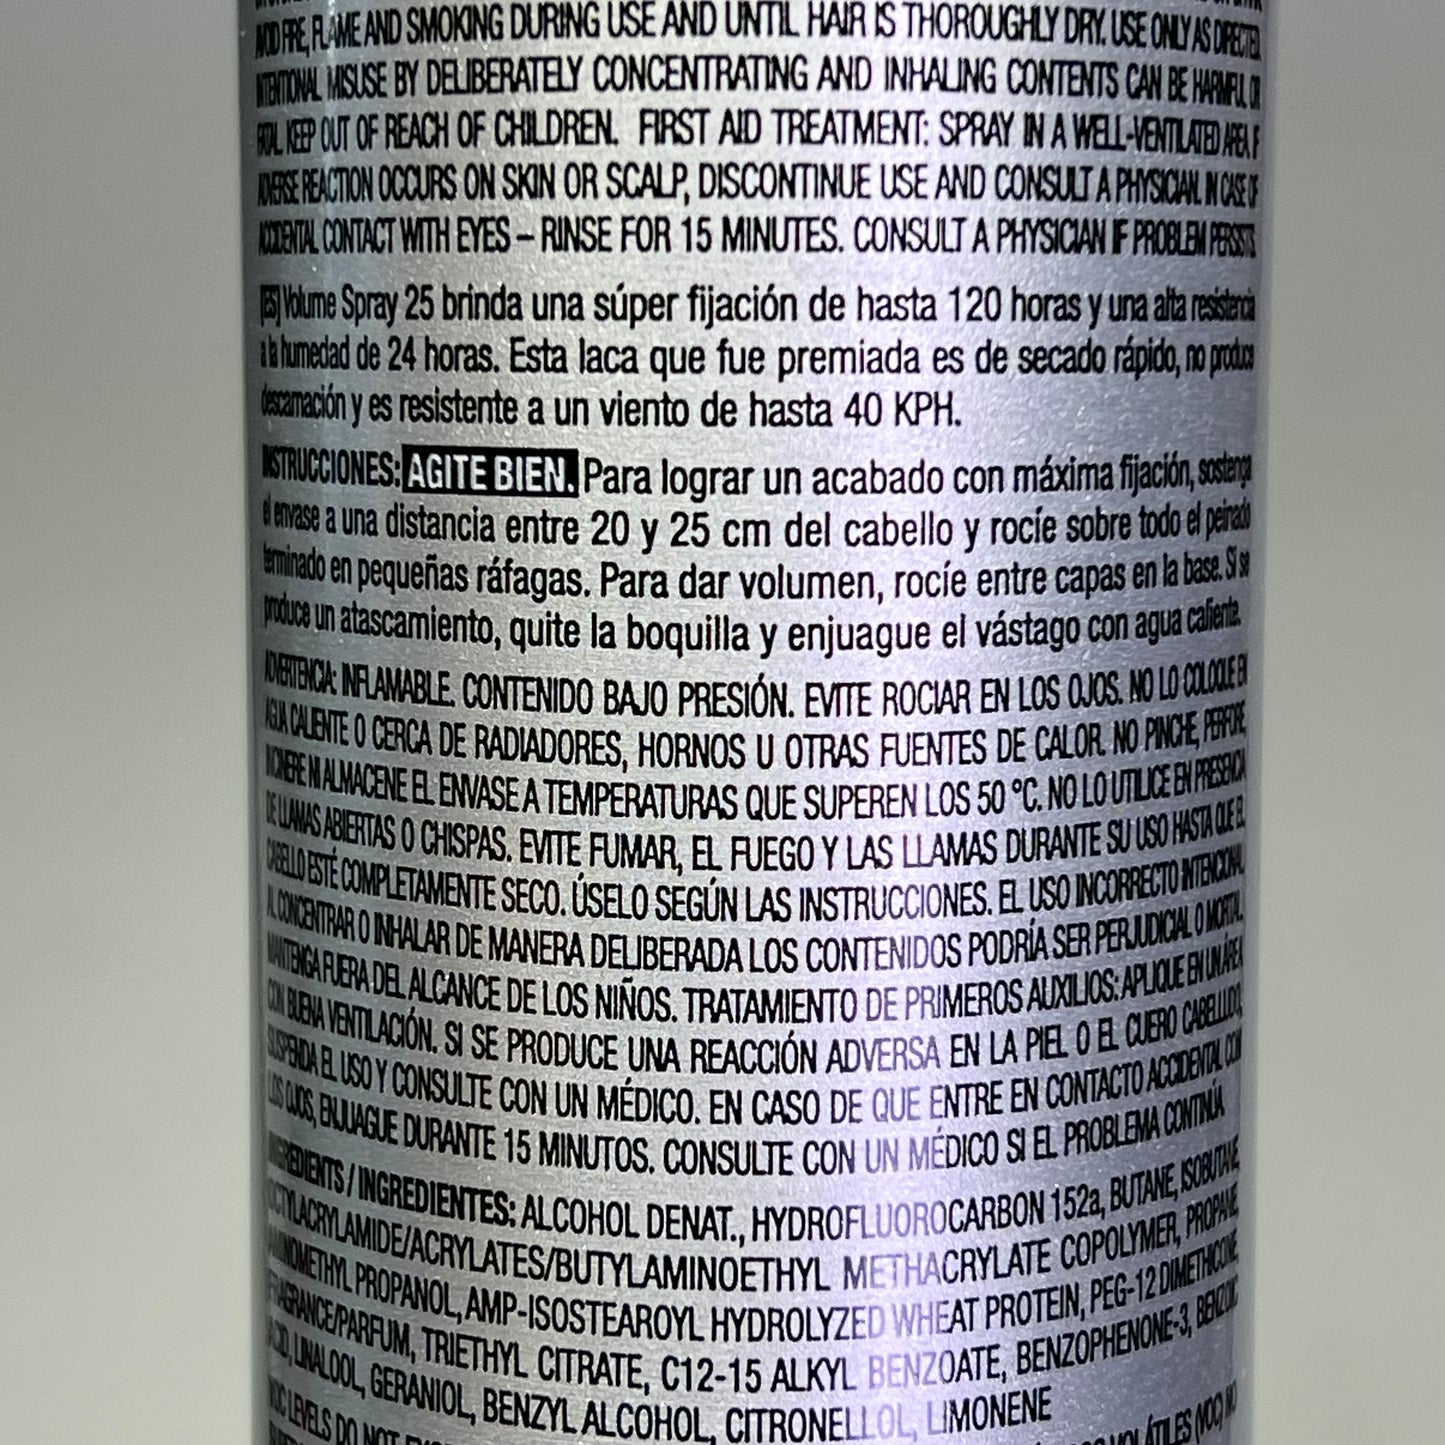 AVOID FIRE, FLAME AND SMOKING DURING USE AND UNTIL HAIR IS THOROUGHLY DRY. USE ONLY AS DIRECTED.
INTENTIONAL MISUSE BY DELIBERATELY CONCENTRATING AND INHALING CONTENTS CAN BE HARMFUL OR
FATAL. KEEP OUT OF REACH OF CHILDREN. FIRST AID TREATMENT: SPRAY IN A WELL-VENTILATED AREA. IF
ADVERSE REACTION OCCURS ON SKIN OR SCALP, DISCONTINUE USE AND CONSULT A PHYSICIAN. IN CASE OF
ACCIDENTAL CONTACT WITH EYES – RINSE FOR 15 MINUTES. CONSULT A PHYSICIAN IF PROBLEM PERSISTS.
[ES] Volume Spray 25 brinda una súper fijación de hasta 120 horas y una alta resistencia
a la humedad de 24 horas. Esta laca que fue premiada es de secado rápido, no produce
descamación y es resistente a un viento de hasta 40 KPH.
INSTRUCCIONES: AGITE BIEN. Para lograr un acabado con máxima fijación, sostenga
el envase a una distancia entre 20 y 25 cm del cabello y rocíe sobre todo el peinado
terminado en pequeñas ráfagas. Para dar volumen, rocíe entre capas en la base. Si se
produce un atascamiento, quite la boquilla y enjuague el vástago con agua caliente.
ADVERTENCIA: INFLAMABLE. CONTENIDO BAJO PRESIÓN. EVITE ROCIAR EN LOS OJOS. NO LO COLOQUE EN
AGUA CALIENTE O CERCA DE RADIADORES, HORNOS U OTRAS FUENTES DE CALOR. NO PINCHE, PERFORE,
INCINERE NI ALMACENE EL ENVASE A TEMPERATURAS QUE SUPEREN LOS 50 °C. NO LO UTILICE EN PRESENCIA
DE LLAMAS ABIERTAS O CHISPAS. EVITE FUMAR, EL FUEGO Y LAS LLAMAS DURANTE SU USO HASTA QUE EL
CABELLO ESTÉ COMPLETAMENTE SECO. ÚSELO SEGÚN LAS INSTRUCCIONES. EL USO INCORRECTO INTENCIONAL
AL CONCENTRAR O INHALAR DE MANERA DELIBERADA LOS CONTENIDOS PODRÍA SER PERJUDICIAL O MORTAL.
MANTENGA FUERA DEL ALCANCE DE LOS NIÑOS. TRATAMIENTO DE PRIMEROS AUXILIOS: APLIQUE EN UN ÁREA
CON BUENA VENTILACIÓN. SI SE PRODUCE UNA REACCIÓN ADVERSA EN LA PIEL O EL CUERO CABELLUDO,
SUSPENDA EL USO Y CONSULTE CON UN MÉDICO. EN CASO DE QUE ENTRE EN CONTACTO ACCIDENTAL CON
LOS OJOS, ENJUAGUE DURANTE 15 MINUTOS. CONSULTE CON UN MÉDICO SI EL PROBLEMA CONTINÚA.
INGREDIENTS / INGREDIENTES: ALCOHOL DENAT., HYDROFLUOROCARBON 152a, BUTANE, ISOBUTANE,
OCTYLACRYLAMIDE/ACRYLATES/BUTYLAMINOETHYL METHACRYLATE COPOLYMER, PROPANE,
AMINOMETHYL PROPANOL, AMP-ISOSTEAROYL HYDROLYZED WHEAT PROTEIN, PEG-12 DIMETHICONE,
FRAGRANCE/PARFUM, TRIETHYL CITRATE, C12-15 ALKYL BENZOATE, BENZOPHENONE-3, BENZOIC
ACID, LINALOOL, GERANIOL, BENZYL ALCOHOL, CITRONELLOL, LIMONENE
VOC LEVELS DO NOT VOLÁTILES (VOC) NO